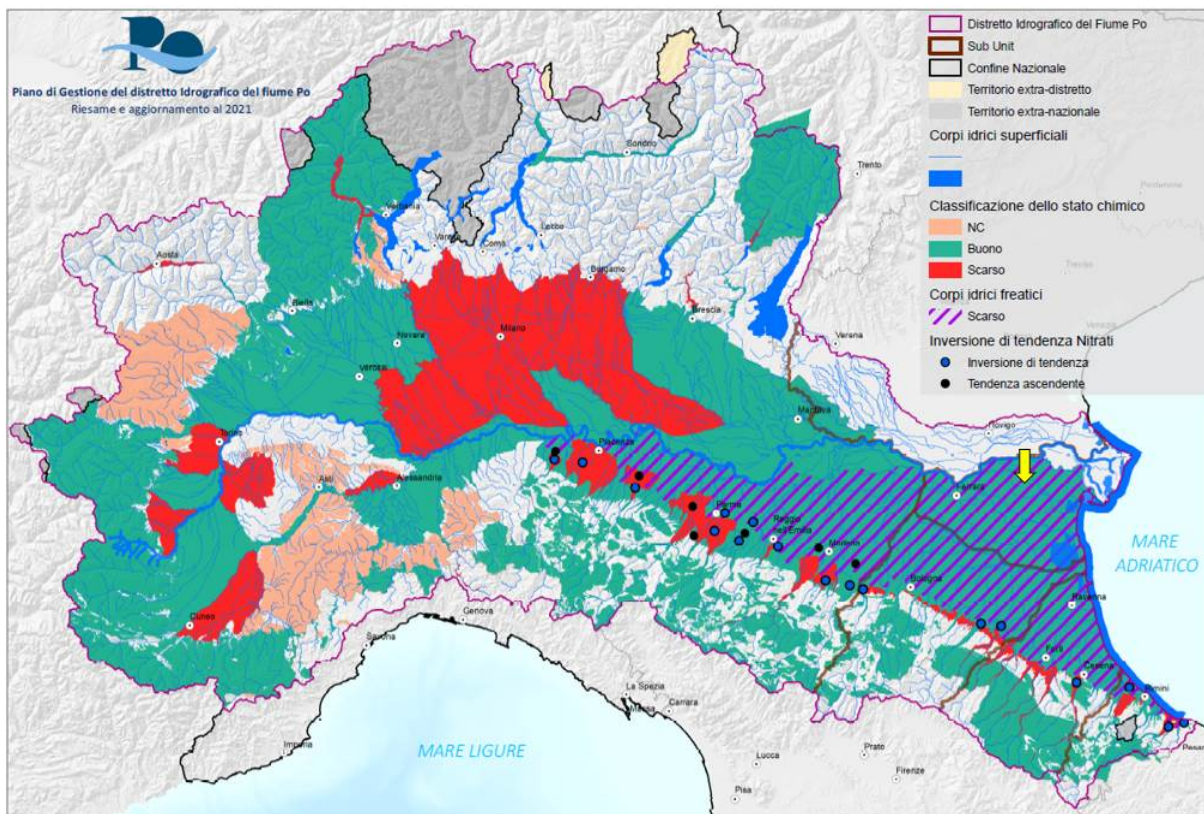 Po
Piano di Gestione del distretto Idrografico del fiume Po
Riesame e aggiornamento al 2021
Distretto Idrografico del Fiume Po
Sub Unit
Confine Nazionale
Territorio extra-distretto
Territorio extra-nazionale
Corpi idrici superficiali
Classificazione dello stato chimico
NC
Buono
Scarso
Corpi idrici freatici
Scarso
Inversione di tendenza Nitrati
Inversione di tendenza
Tendenza ascendente
Sondrio
Trento
Pordenone
Verbania
Lecco
Varese
Como
Aosta
Bergamo
Treviso
Biella
Brescia
Milano
Novara
Verona
Venezia
Vercelli
Mantova
Torino
Rovigo
Piacenza
Asti
Alessandria
Ferrara
Parma
Reggio
nell'Emilia
Modena
MARE
ADRIATICO
Bologna
Ravenna
Cuneo
Genova
Savona
Forlì
Cesena
Rimini
La Spezia
Massa
Carrara
Imperia
MARE LIGURE
Lucca
Prato
Firenze
Pisa